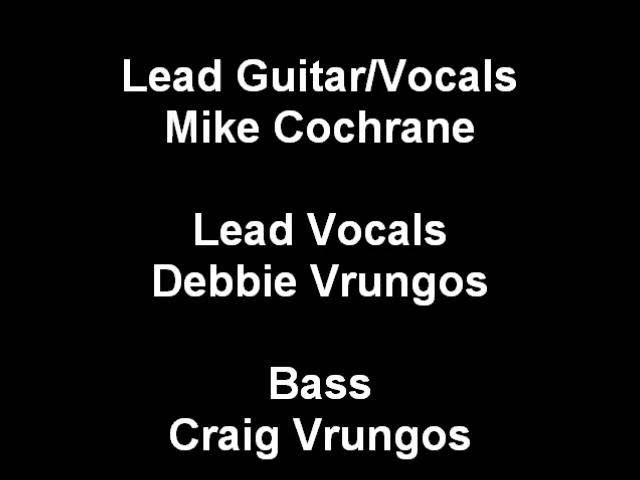 Lead Guitar/Vocals
Mike Cochrane
Lead Vocals
Debbie Vrungos
Bass
Craig Vrungos